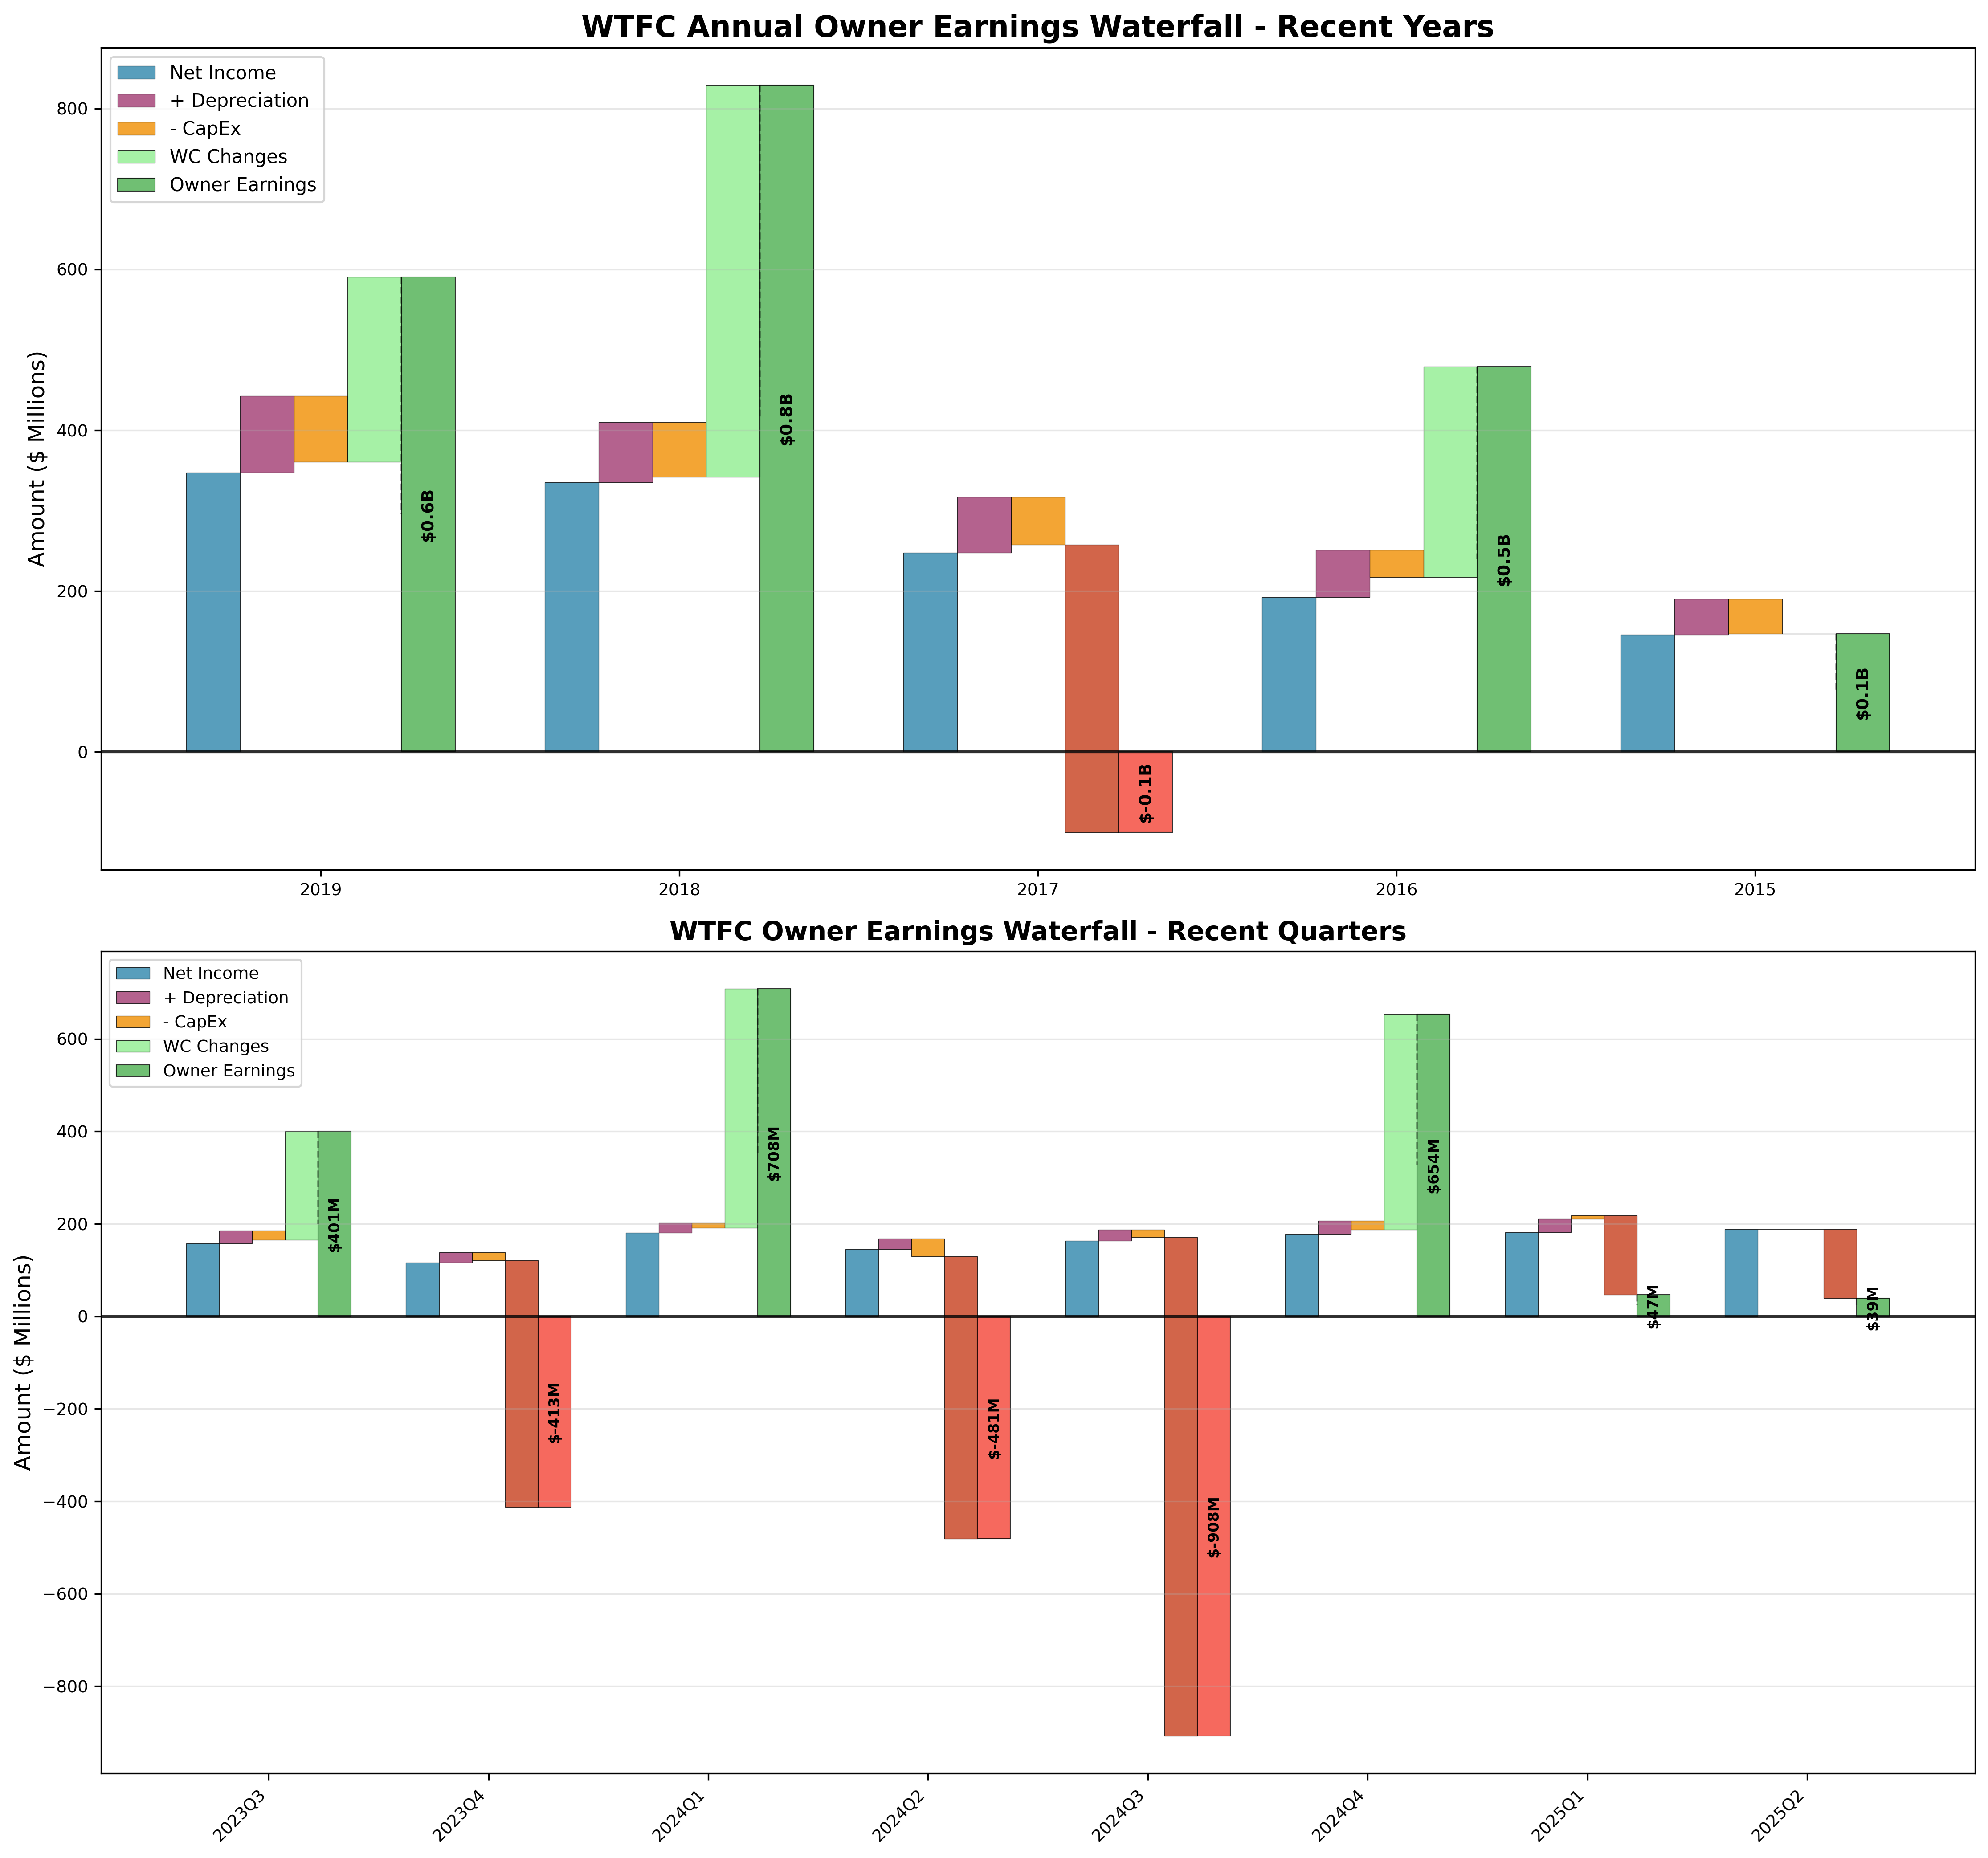 WTFC Annual Owner Earnings Waterfall - Recent Years
Net Income
+ Depreciation
- CapEx
WC Changes
Owner Earnings
Amount ($ Millions)
800
600
400
200
0
$0.6B
$0.8B
$-0.1B
$0.5B
$0.1B
2019
2018
2017
2016
2015
WTFC Owner Earnings Waterfall - Recent Quarters
Net Income
+ Depreciation
- CapEx
WC Changes
Owner Earnings
Amount ($ Millions)
600
400
200
0
−200
−400
−600
−800
$401M
$-413M
$708M
$-481M
$-908M
$654M
$47M
$39M
2023Q3
2023Q4
2024Q1
2024Q2
2024Q3
2024Q4
2025Q1
2025Q2